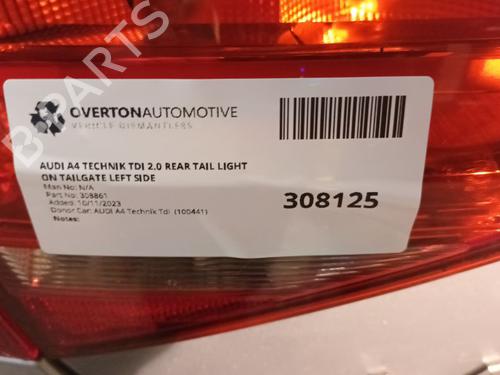 OVERTONAUTOMOTIVE
VEHICLE DISMANTLERS
AUDI A4 TECHNIK TDI 2.0 REAR TAIL LIGHT
ON TAILGATE LEFT SIDE
Man No: N/A
Part No: 308861
Added: 10/11/2023
Donor Car: AUDI A4 Technik Tdi (100441)
Notes:
308125
B-PARTS